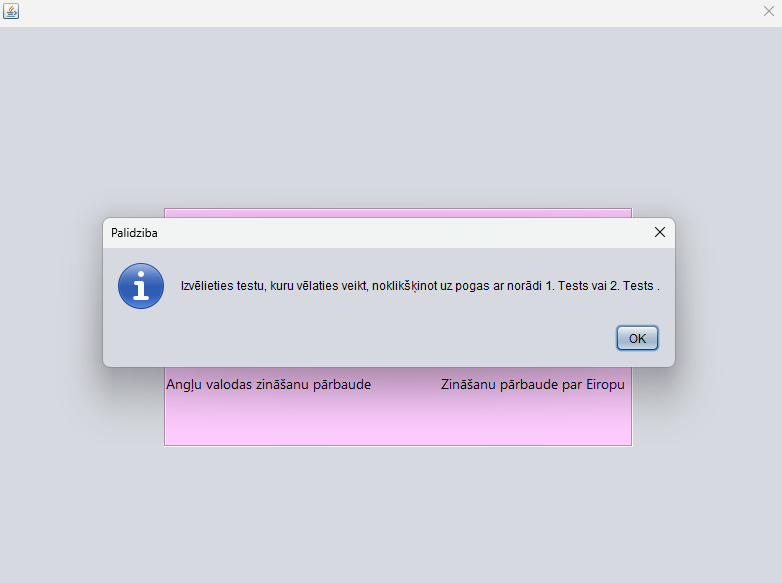 Palidziba
Izvēlieties testu, kuru vēlaties veikt, noklikšķinot uz pogas ar norādi 1. Tests vai 2. Tests .
OK
Angļu valodas zināšanu pārbaude
Zināšanu pārbaude par Eiropu